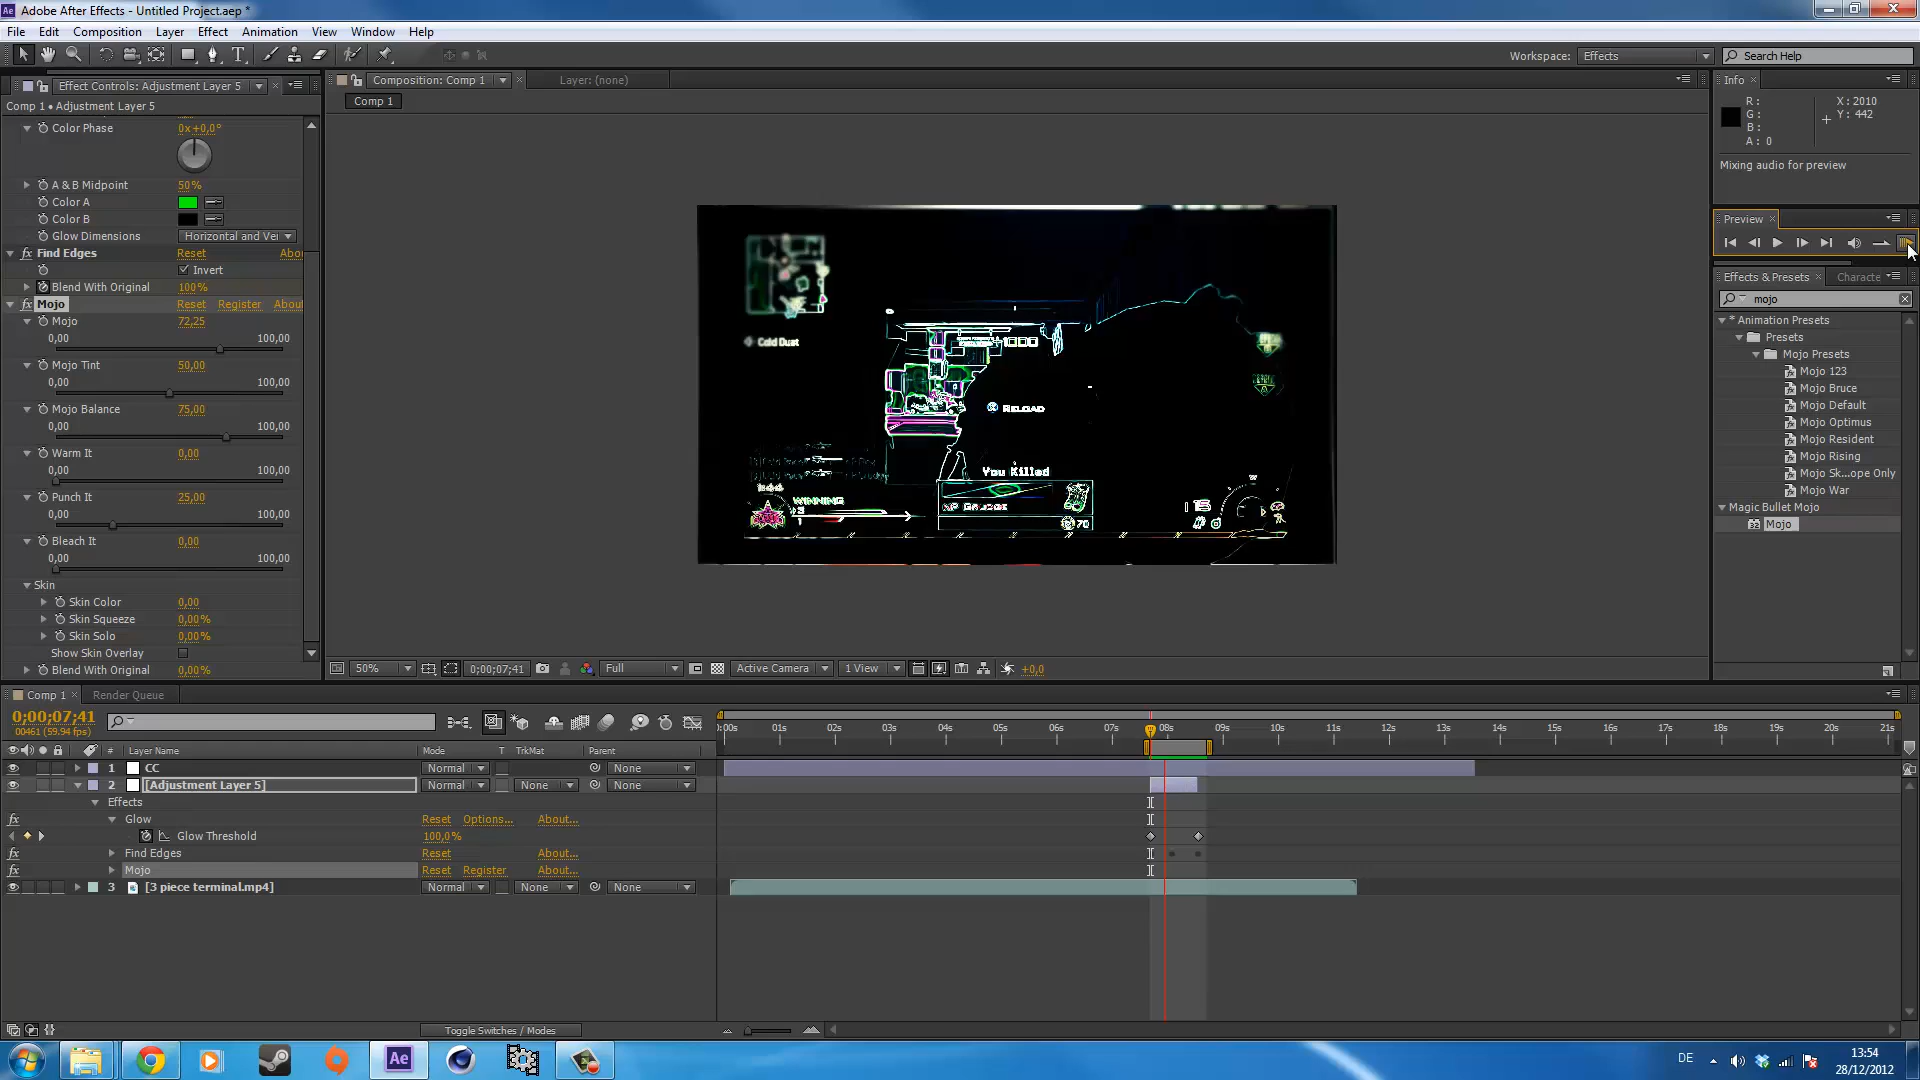 Adobe After Effects - Untitled Project.aep *
File Edit Composition Layer Effect Animation View Window Help
Workspace: Effects
Search Help
Effect Controls: Adjustment Layer 5
Composition: Comp 1
Layer: (none)
Info
Comp 1 • Adjustment Layer 5
Comp 1
R:
G:
B:
A: 0
X: 2010
Y: 442
Mixing audio for preview
Color Phase 0x+0,0°
A & B Midpoint 50%
Color A
Color B
Glow Dimensions Horizontal and Ver
Find Edges Reset Abo
Invert
Blend With Original 100%
Mojo Reset Register About
Mojo 72,25
0,00 100,00
Mojo Tint 50,00
0,00 100,00
Mojo Balance 75,00
0,00 100,00
Warm It 0,00
0,00 100,00
Punch It 25,00
0,00 100,00
Bleach It 0,00
0,00 100,00
Skin
Skin Color 0,00
Skin Squeeze 0,00%
Skin Solo 0,00%
Show Skin Overlay
Blend With Original 0,00%
Cold Dust
1000
RELOAD
You Killed
WINNING
3
1
70
15
Preview
Effects & Presets Characte
mojo
* Animation Presets
Presets
Mojo Presets
Mojo 123
Mojo Bruce
Mojo Default
Mojo Optimus
Mojo Resident
Mojo Rising
Mojo Sk...ope Only
Mojo War
Magic Bullet Mojo
Mojo
50% 0;00;07;41 Full Active Camera 1 View +0,0
Comp 1 Render Queue
0;00;07;41
00461 (59.94 fps)
:00s 01s 02s 03s 04s 05s 06s 07s 08s 09s 10s 11s 12s 13s 14s 15s 16s 17s 18s 19s 20s 21s
# Layer Name Mode T TrkMat Parent
1 CC Normal None
2 [Adjustment Layer 5] Normal None None
Effects
Glow Reset Options... About...
Glow Threshold 100,0%
Find Edges Reset About...
Mojo Reset Register About...
3 [3 piece terminal.mp4] Normal None None
Toggle Switches / Modes
DE
13:54
28/12/2012